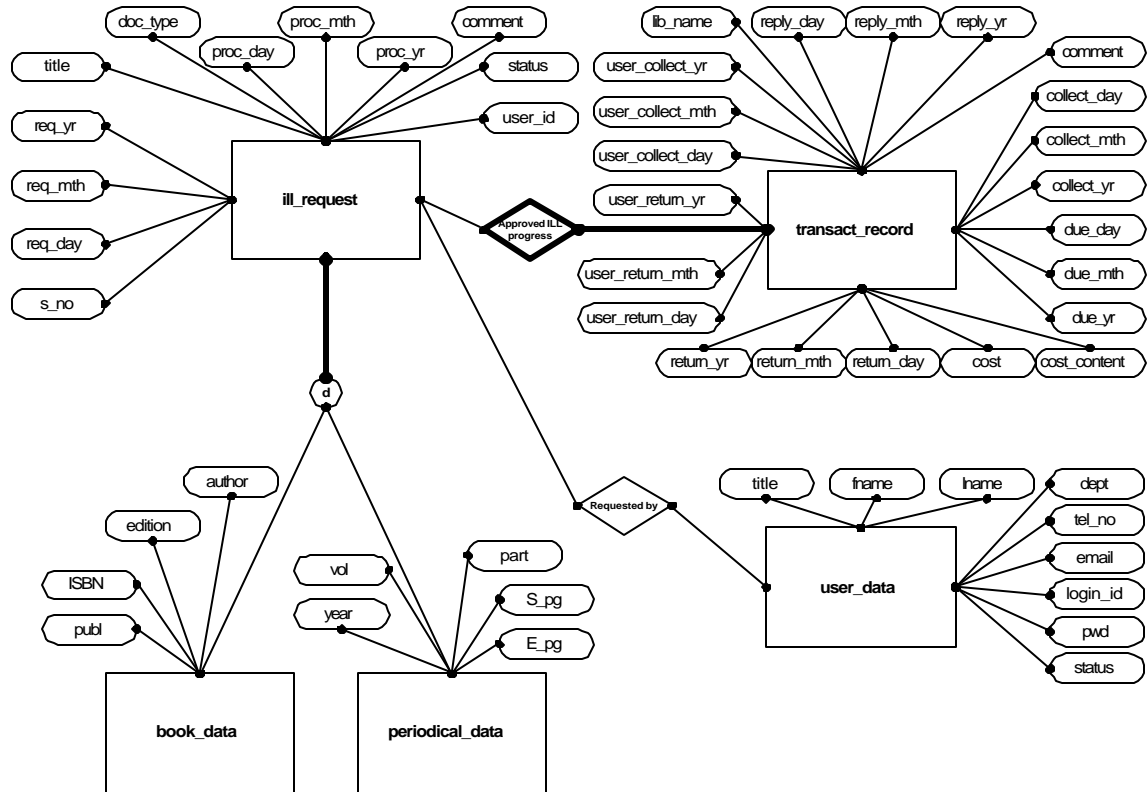 doc_type
proc_mth
comment
proc_day
proc_yr
title
status
req_yr
user_id
req_mth
ill_request
req_day
s_no
lib_name
reply_day
reply_mth
reply_yr
comment
user_collect_yr
collect_day
user_collect_mth
collect_mth
user_collect_day
collect_yr
user_return_yr
Approved ILL
progress
transact_record
due_day
user_return_mth
due_mth
user_return_day
due_yr
return_yr
return_mth
return_day
cost
cost_content
d
author
edition
ISBN
publ
vol
year
part
S_pg
E_pg
book_data
periodical_data
Requested by
title
fname
lname
dept
tel_no
email
user_data
login_id
pwd
status